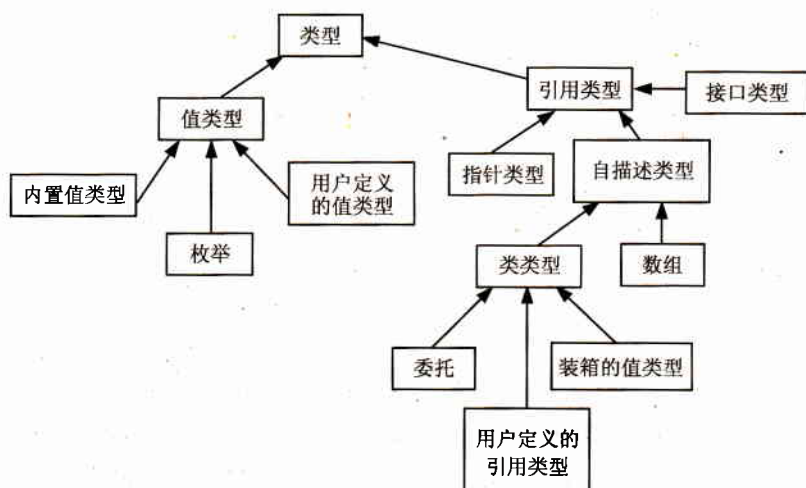 类型
引用类型
接口类型
值类型
指针类型
自描述类型
内置值类型
用户定义
的值类型
枚举
类类型
数组
委托
装箱的值类型
用户定义的
引用类型